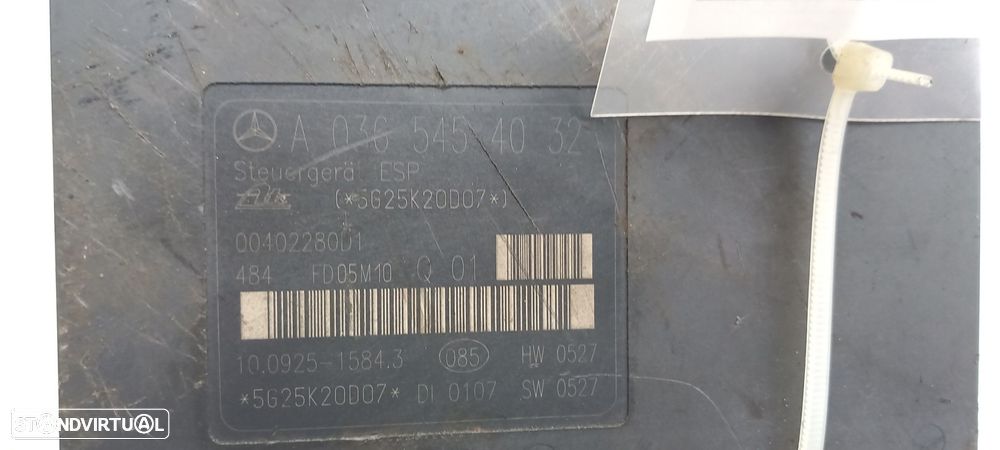 A 036 545 40 32
Steuergerät ESP
ATE (*5G25K20D07*)
00402280D1
484 FD05M10 Q 01
10.0925-1584.3 085 HW 0527
*5G25K20D07* DI 0107 SW 0527
STANDVIRTUAL